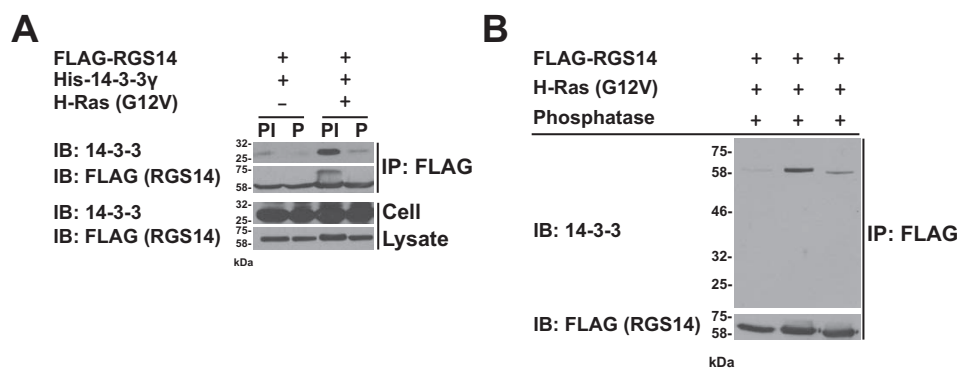 A
FLAG-RGS14 + +
His-14-3-3γ + +
H-Ras (G12V) – +
PI P PI P
IB: 14-3-3
32-
25-
IB: FLAG (RGS14)
75-
58-
IP: FLAG
IB: 14-3-3
32-
25-
Cell
IB: FLAG (RGS14)
75-
58-
Lysate
kDa
B
FLAG-RGS14 + + +
H-Ras (G12V) + + +
Phosphatase + + +
75-
58-
46-
IB: 14-3-3
32-
25-
IP: FLAG
IB: FLAG (RGS14)
75-
58-
kDa